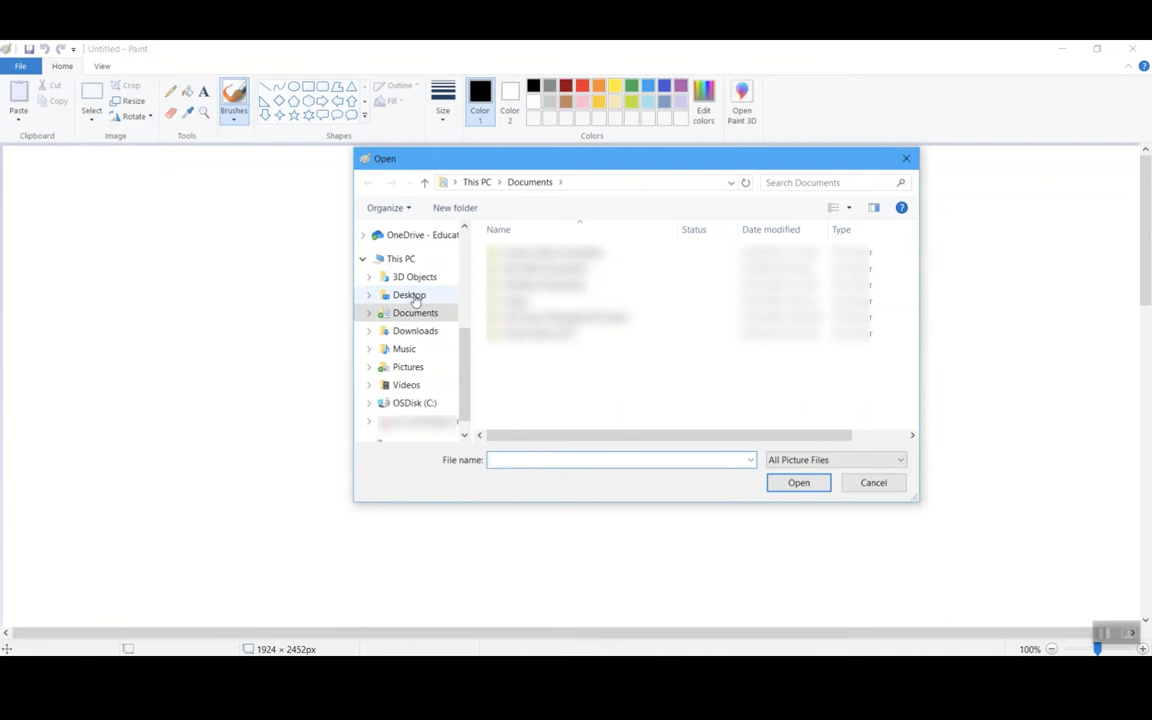 Untitled - Paint
File Home View
Paste
Cut
Copy
Clipboard
Select
Crop
Resize
Rotate
Image
A
Tools
Brushes
Outline
Fill
Shapes
Size
Color 1
Color 2
Edit colors
Colors
Open Paint 3D
Open
This PC > Documents >
Search Documents
Organize
New folder
Name Status Date modified Type
OneDrive - Educat
This PC
3D Objects
Desktop
Documents
Downloads
Music
Pictures
Videos
OSDisk (C:)
File name:
All Picture Files
Open Cancel
1924 × 2452px
100%